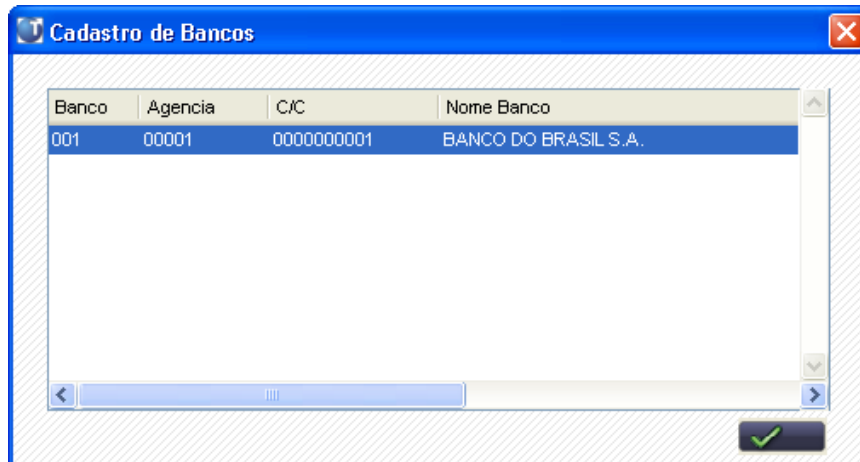 Cadastro de Bancos
Banco Agencia C/C Nome Banco
001 00001 0000000001 BANCO DO BRASIL S.A.